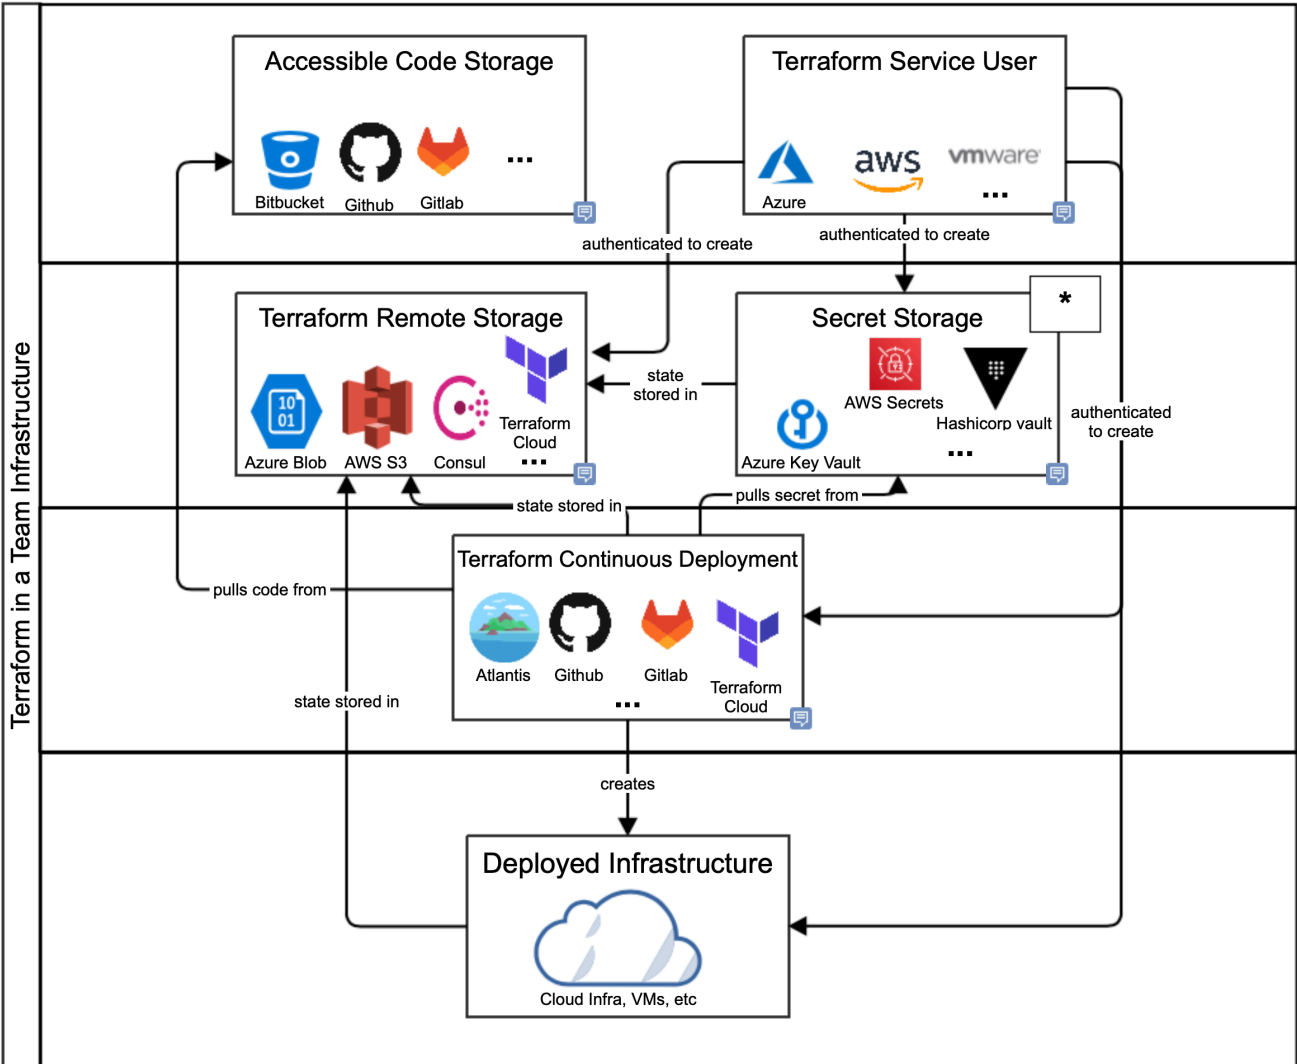 Terraform in a Team Infrastructure
Accessible Code Storage
Bitbucket
Github
Gitlab
...
Terraform Service User
Azure
aws
vmware
...
authenticated to create
authenticated to create
Terraform Remote Storage
Azure Blob
10
01
AWS S3
Consul
Terraform
Cloud
...
state
stored in
*
Secret Storage
AWS Secrets
Hashicorp vault
Azure Key Vault
...
authenticated
to create
state stored in
pulls secret from
Terraform Continuous Deployment
pulls code from
Atlantis
Github
Gitlab
Terraform
Cloud
...
state stored in
creates
Deployed Infrastructure
Cloud Infra, VMs, etc